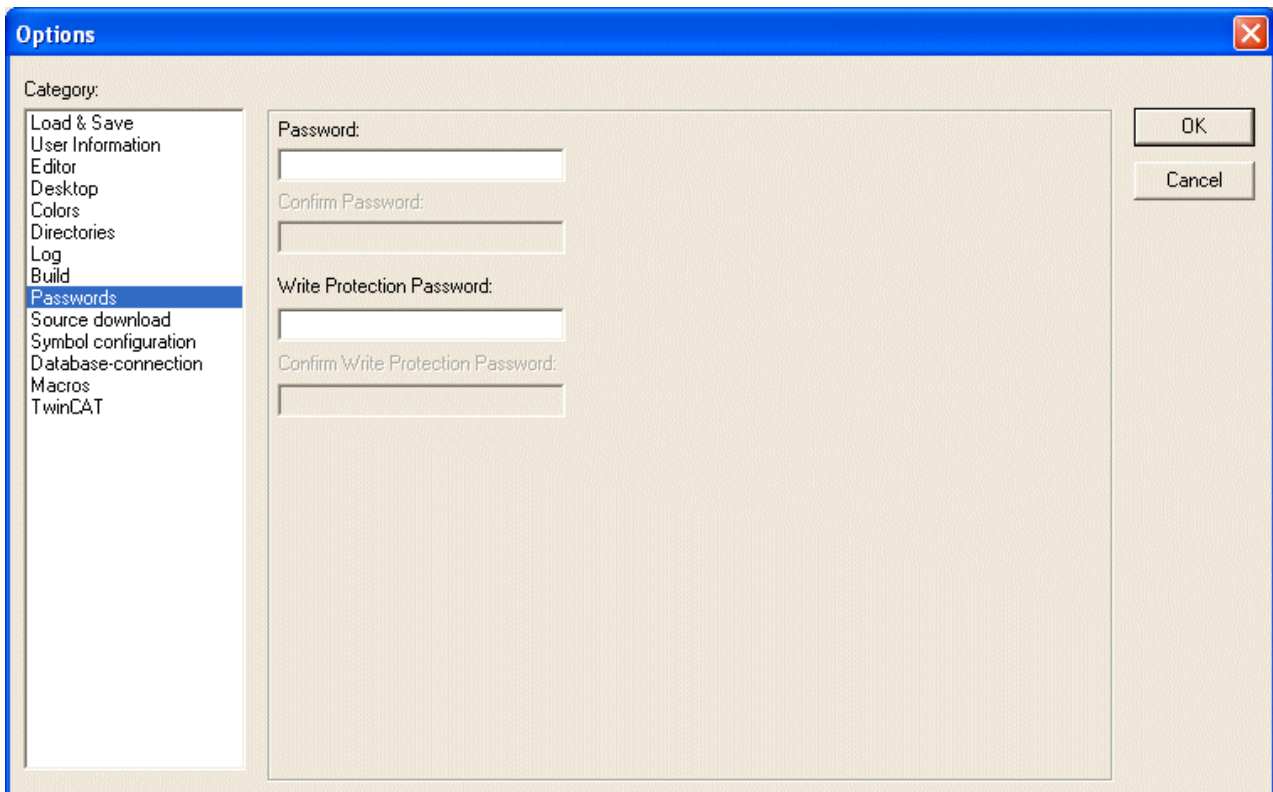 Options
Category:
Load & Save
User Information
Editor
Desktop
Colors
Directories
Log
Build
Passwords
Source download
Symbol configuration
Database-connection
Macros
TwinCAT
Password:
Confirm Password:
Write Protection Password:
Confirm Write Protection Password:
OK
Cancel